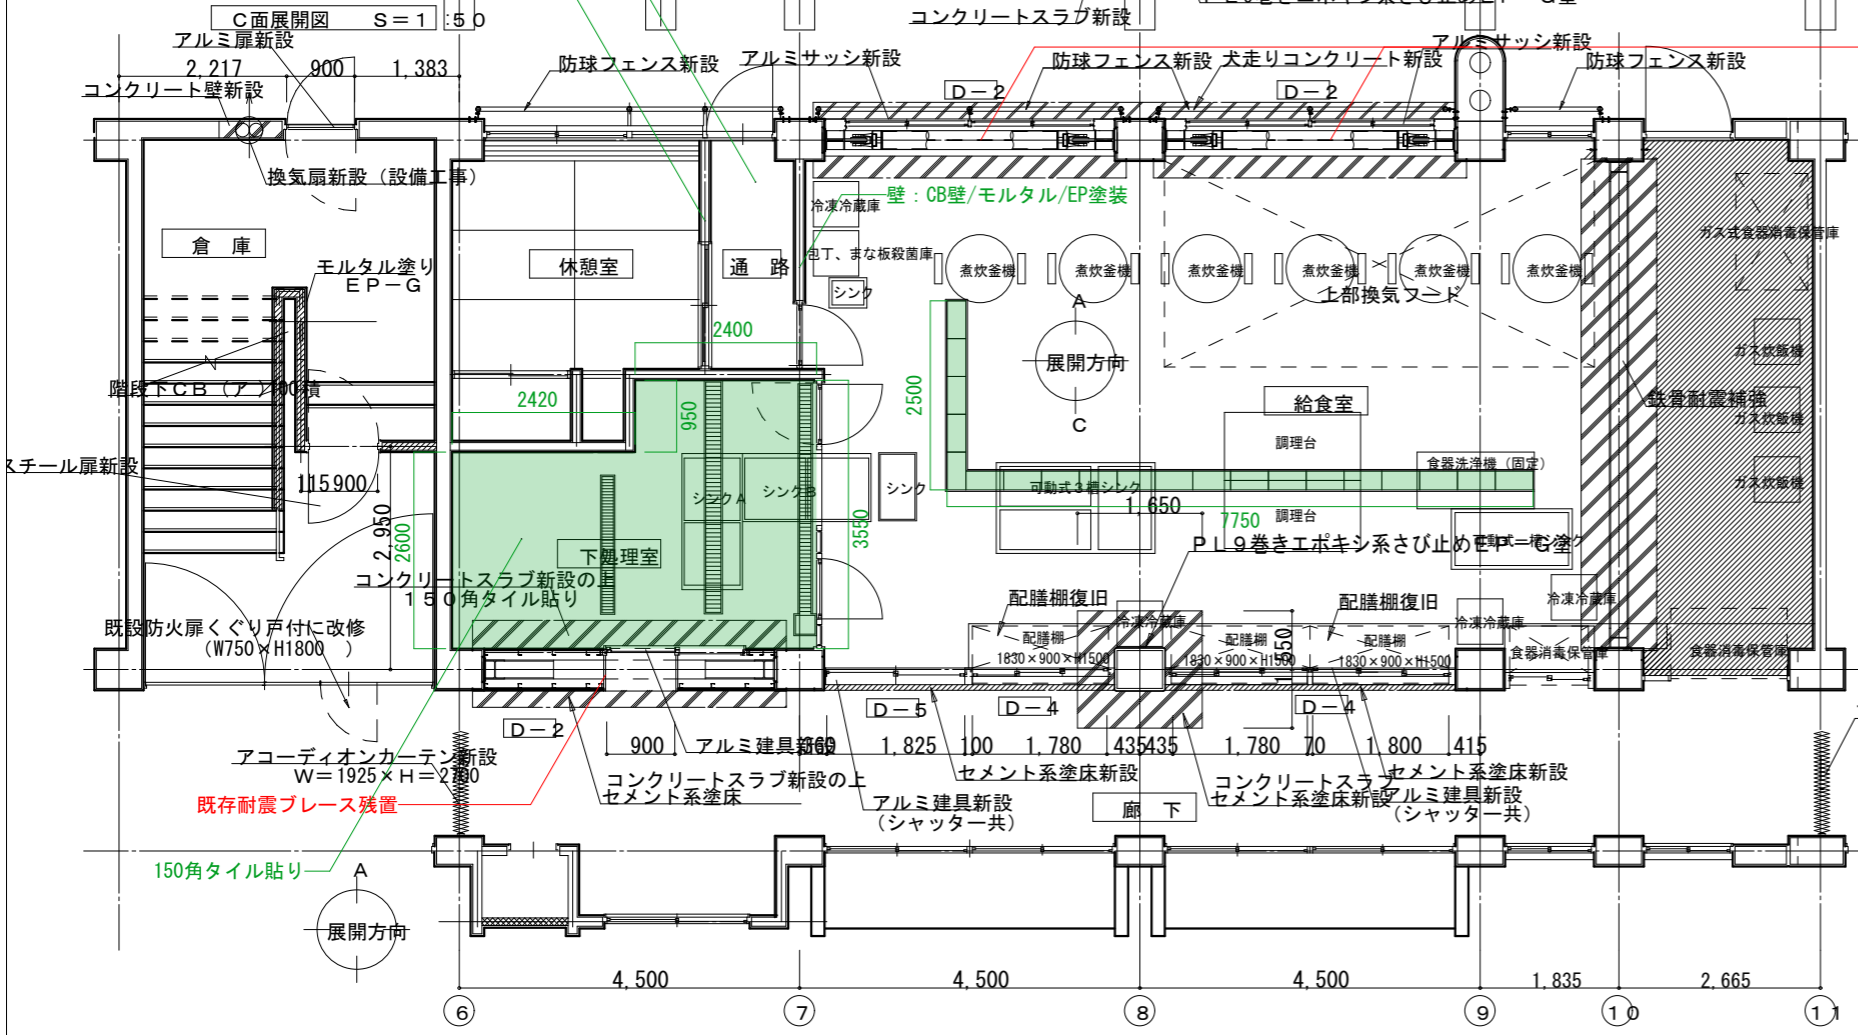 C面展開図 S＝1:50
アルミ扉新設
2,217
900
1,383
コンクリート壁新設
防球フェンス新設
アルミサッシ新設
コンクリートスラブ新設
防球フェンス新設
犬走りコンクリート新設
アルミサッシ新設
防球フェンス新設
D－2
D－2
換気扇新設（設備工事）
壁：CB壁/モルタル/EP塗装
冷凍冷蔵庫
包丁、まな板殺菌庫
シンク
倉 庫
休憩室
通 路
モルタル塗り
EP－G
煮炊釜機
煮炊釜機
煮炊釜機
煮炊釜機
煮炊釜機
煮炊釜機
上部換気フード
ガス式食器消毒保管庫
ガス炊飯機
ガス炊飯機
ガス炊飯機
A
展開方向
C
2400
2420
950
2500
給食室
調理台
調理台
鉄骨耐震補強
階段下CB（ア）100積
スチール扉新設
115
900
2,950
2600
シンクA
シンクB
シンク
3550
可動式3槽シンク
食器洗浄機（固定）
1,650
7750
下処理室
PL9巻きエポキシ系さび止めEP－G塗
コンクリートスラブ新設の上
150角タイル貼り
既設防火扉くぐり戸付に改修
（W750×H1800 ）
配膳棚復旧
配膳棚復旧
冷凍冷蔵庫
冷凍冷蔵庫
冷凍冷蔵庫
配膳棚
1830×900×H1500
配膳棚
1830×900×H1500
配膳棚
1830×900×H1500
1,550
食器消毒保管庫
食器消毒保管庫
D－2
D－5
D－4
D－4
900
アルミ建具新設
1,825
100
1,780
435
435
1,780
70
1,800
415
アコーディオンカーテン新設
W＝1925×H＝2700
既存耐震ブレース残置
コンクリートスラブ新設の上
セメント系塗床
セメント系塗床新設
アルミ建具新設
（シャッター共）
廊 下
コンクリートスラブ
セメント系塗床新設
セメント系塗床新設
アルミ建具新設
（シャッター共）
150角タイル貼り
A
展開方向
4,500
4,500
4,500
1,835
2,665
6
7
8
9
10
11